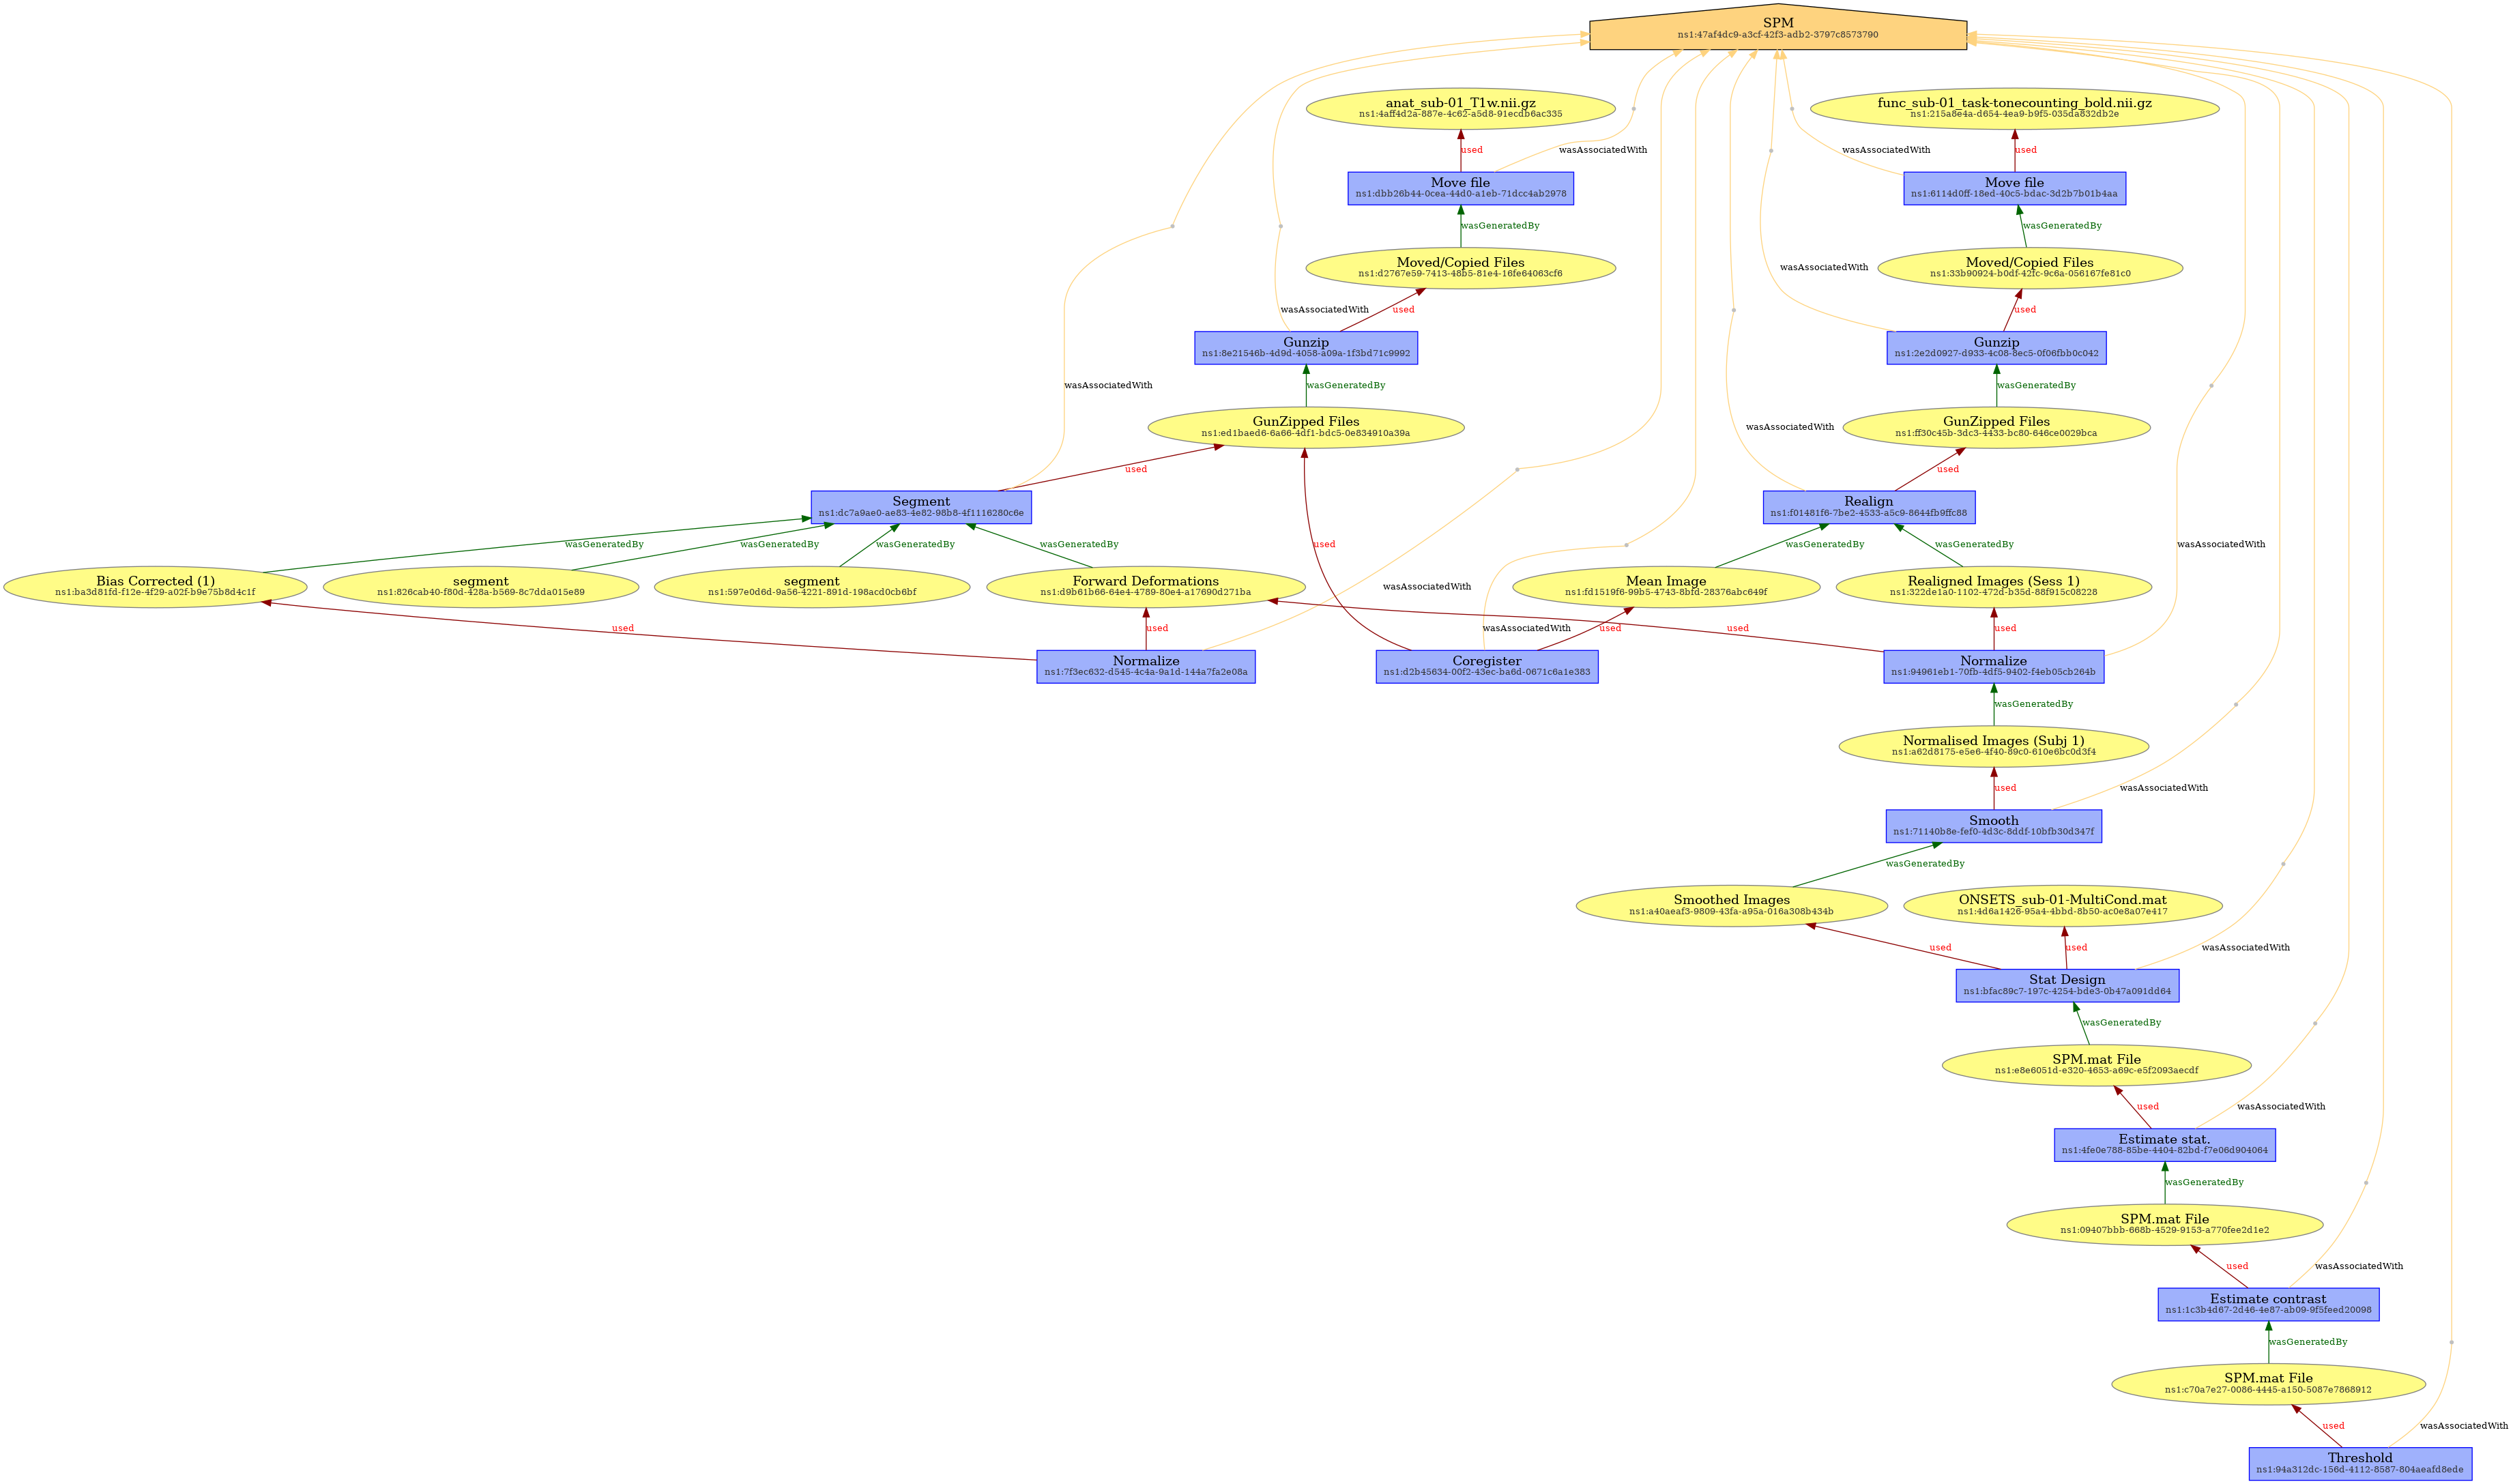 SPM
ns1:47af4dc9-a3cf-42f3-adb2-3797c8573790
anat_sub-01_T1w.nii.gz
ns1:4aff4d2a-887e-4c62-a5d8-91ecdb6ac335
func_sub-01_task-tonecounting_bold.nii.gz
ns1:215a8e4a-d654-4ea9-b9f5-035da832db2e
used
wasAssociatedWith
wasAssociatedWith
used
Move file
ns1:dbb26b44-0cea-44d0-a1eb-71dcc4ab2978
Move file
ns1:6114d0ff-18ed-40c5-bdac-3d2b7b01b4aa
wasGeneratedBy
wasGeneratedBy
Moved/Copied Files
ns1:d2767e59-7413-48b5-81e4-16fe64063cf6
wasAssociatedWith
Moved/Copied Files
ns1:33b90924-b0df-42fc-9c6a-056167fe81c0
wasAssociatedWith
used
used
Gunzip
ns1:8e21546b-4d9d-4058-a09a-1f3bd71c9992
Gunzip
ns1:2e2d0927-d933-4c08-8ec5-0f06fbb0c042
wasAssociatedWith
wasGeneratedBy
wasGeneratedBy
GunZipped Files
ns1:ed1baed6-6a66-4df1-bdc5-0e834910a39a
wasAssociatedWith
GunZipped Files
ns1:ff30c45b-3dc3-4433-bc80-646ce0029bca
used
used
Segment
ns1:dc7a9ae0-ae83-4e82-98b8-4f1116280c6e
Realign
ns1:f01481f6-7be2-4533-a5c9-8644fb9ffc88
wasGeneratedBy
wasGeneratedBy
wasGeneratedBy
wasGeneratedBy
used
wasGeneratedBy
wasGeneratedBy
wasAssociatedWith
Bias Corrected (1)
ns1:ba3d81fd-f12e-4f29-a02f-b9e75b8d4c1f
segment
ns1:826cab40-f80d-428a-b569-8c7dda015e89
segment
ns1:597e0d6d-9a56-4221-891d-198acd0cb6bf
Forward Deformations
ns1:d9b61b66-64e4-4789-80e4-a17690d271ba
wasAssociatedWith
Mean Image
ns1:fd1519f6-99b5-4743-8bfd-28376abc649f
Realigned Images (Sess 1)
ns1:322de1a0-1102-472d-b35d-88f915c08228
used
used
wasAssociatedWith
used
used
used
Normalize
ns1:7f3ec632-d545-4c4a-9a1d-144a7fa2e08a
Coregister
ns1:d2b45634-00f2-43ec-ba6d-0671c6a1e383
Normalize
ns1:94961eb1-70fb-4df5-9402-f4eb05cb264b
wasGeneratedBy
Normalised Images (Subj 1)
ns1:a62d8175-e5e6-4f40-89c0-610e6bc0d3f4
used
wasAssociatedWith
Smooth
ns1:71140b8e-fef0-4d3c-8ddf-10bfb30d347f
wasGeneratedBy
Smoothed Images
ns1:a40aeaf3-9809-43fa-a95a-016a308b434b
ONSETS_sub-01-MultiCond.mat
ns1:4d6a1426-95a4-4bbd-8b50-ac0e8a07e417
used
used
wasAssociatedWith
Stat Design
ns1:bfac89c7-197c-4254-bde3-0b47a091dd64
wasGeneratedBy
SPM.mat File
ns1:e8e6051d-e320-4653-a69c-e5f2093aecdf
used
wasAssociatedWith
Estimate stat.
ns1:4fe0e788-85be-4404-82bd-f7e06d904064
wasGeneratedBy
SPM.mat File
ns1:09407bbb-668b-4529-9153-a770fee2d1e2
used
wasAssociatedWith
Estimate contrast
ns1:1c3b4d67-2d46-4e87-ab09-9f5feed20098
wasGeneratedBy
SPM.mat File
ns1:c70a7e27-0086-4445-a150-5087e7868912
used
wasAssociatedWith
Threshold
ns1:94a312dc-156d-4112-8587-804aeafd8ede